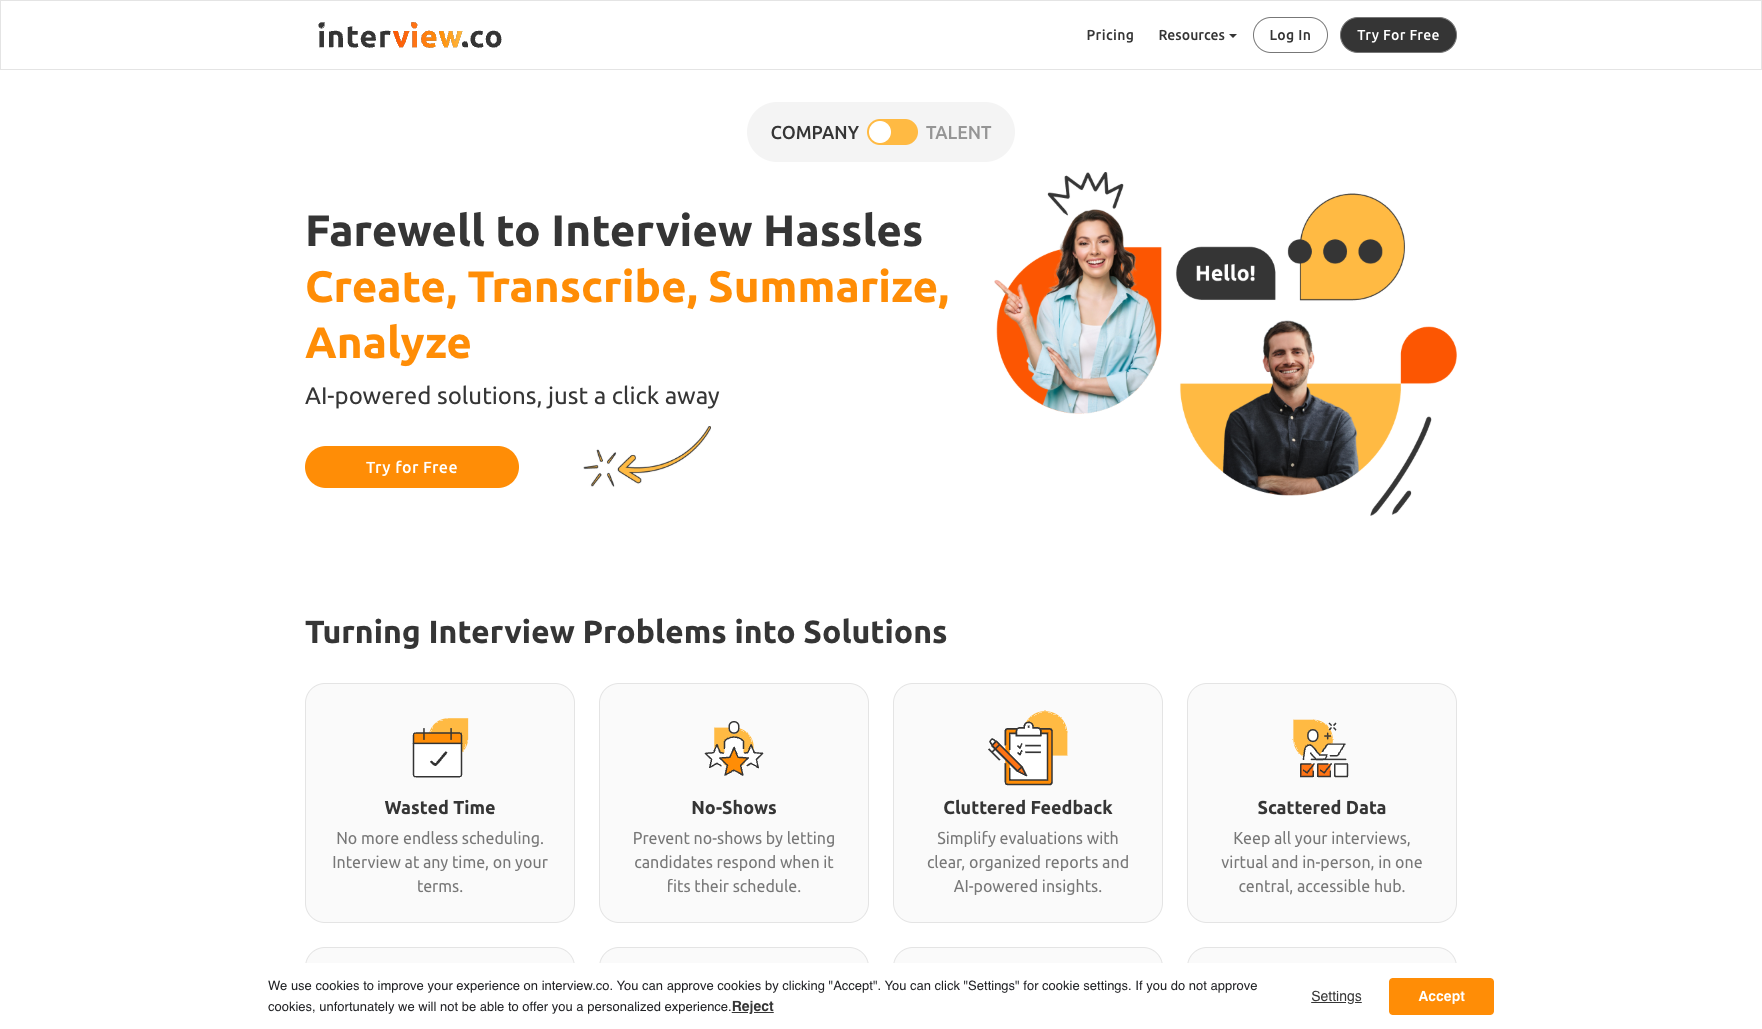 interview.co
Pricing
Resources
Log In
Try For Free
COMPANY
TALENT
Farewell to Interview Hassles
Create, Transcribe, Summarize,
Analyze
AI-powered solutions, just a click away
Try for Free
Hello!
Turning Interview Problems into Solutions
Wasted Time
No more endless scheduling.
Interview at any time, on your
terms.
No-Shows
Prevent no-shows by letting
candidates respond when it
fits their schedule.
Cluttered Feedback
Simplify evaluations with
clear, organized reports and
AI-powered insights.
Scattered Data
Keep all your interviews,
virtual and in-person, in one
central, accessible hub.
We use cookies to improve your experience on interview.co. You can approve cookies by clicking "Accept". You can click "Settings" for cookie settings. If you do not approve
cookies, unfortunately we will not be able to offer you a personalized experience.Reject
Settings
Accept